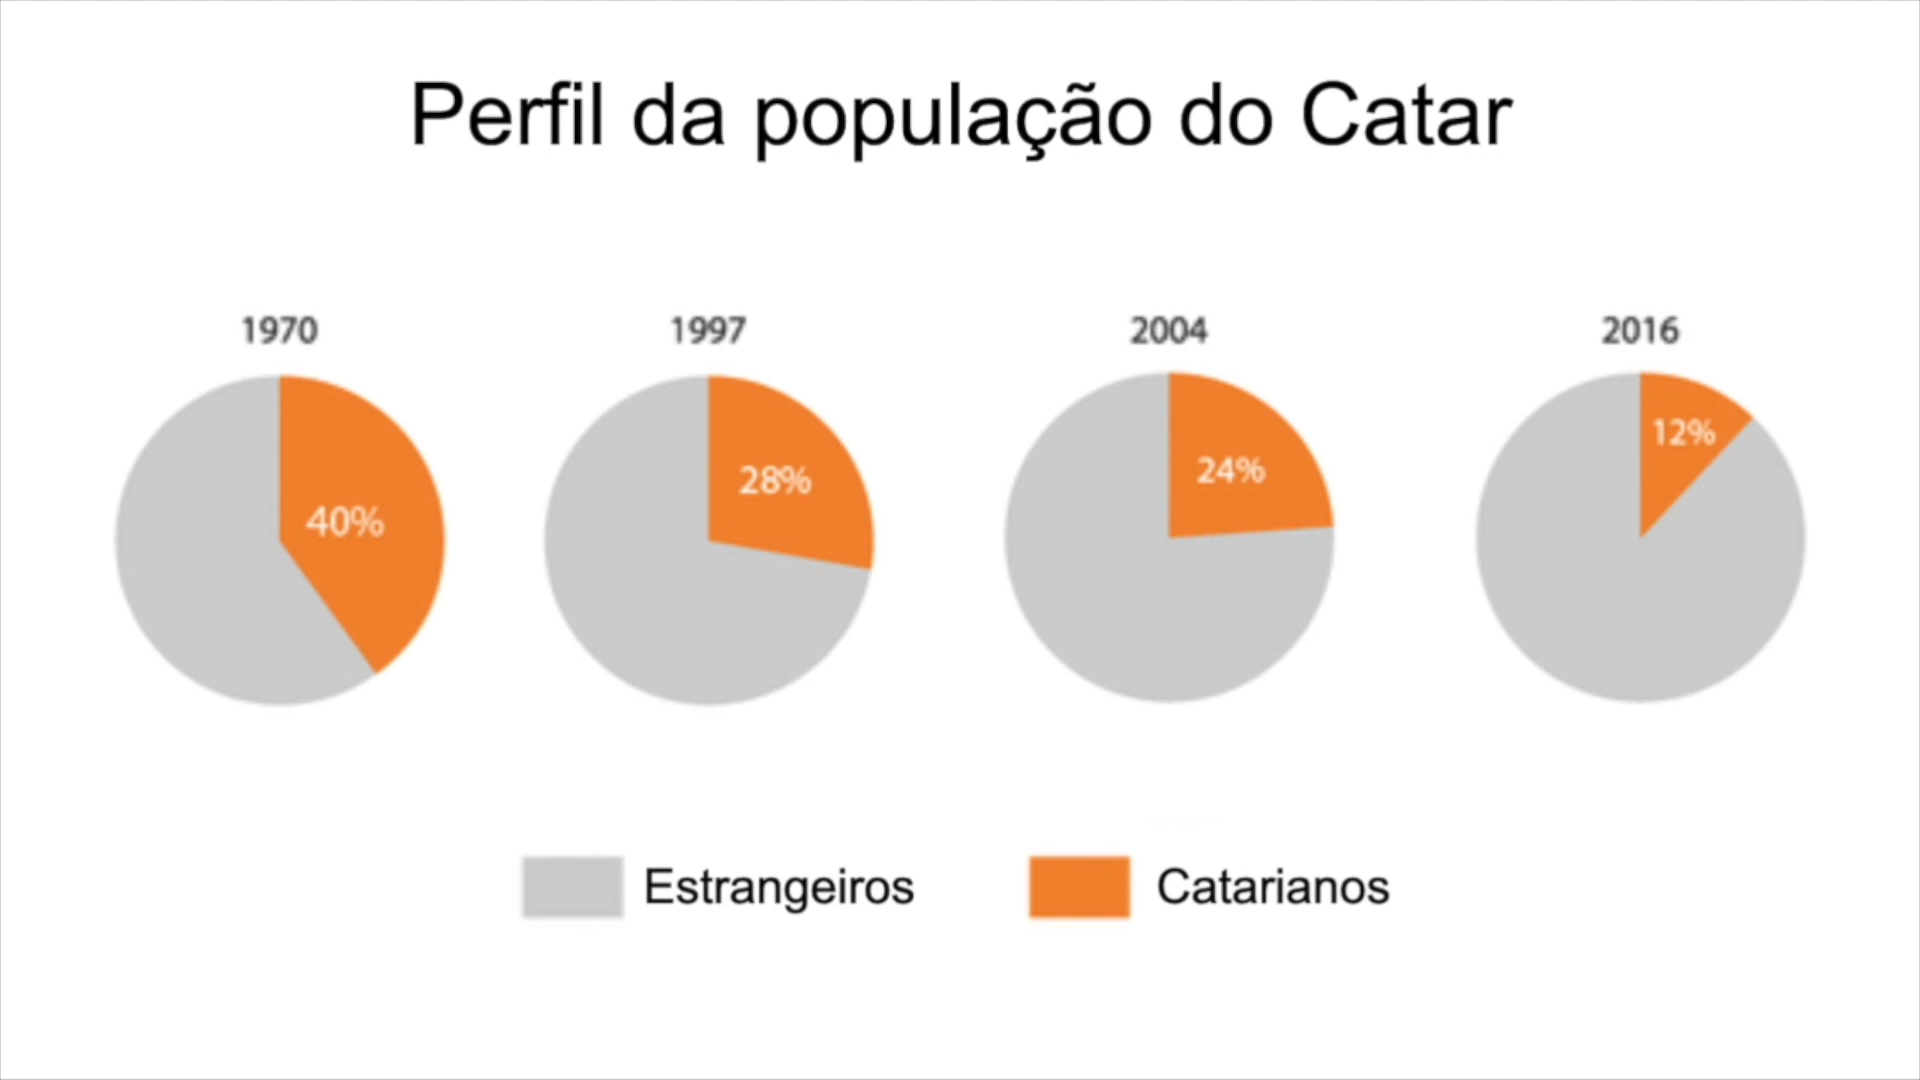 Perfil da população do Catar
1970
1997
2004
2016
40%
28%
24%
12%
Estrangeiros
Catarianos